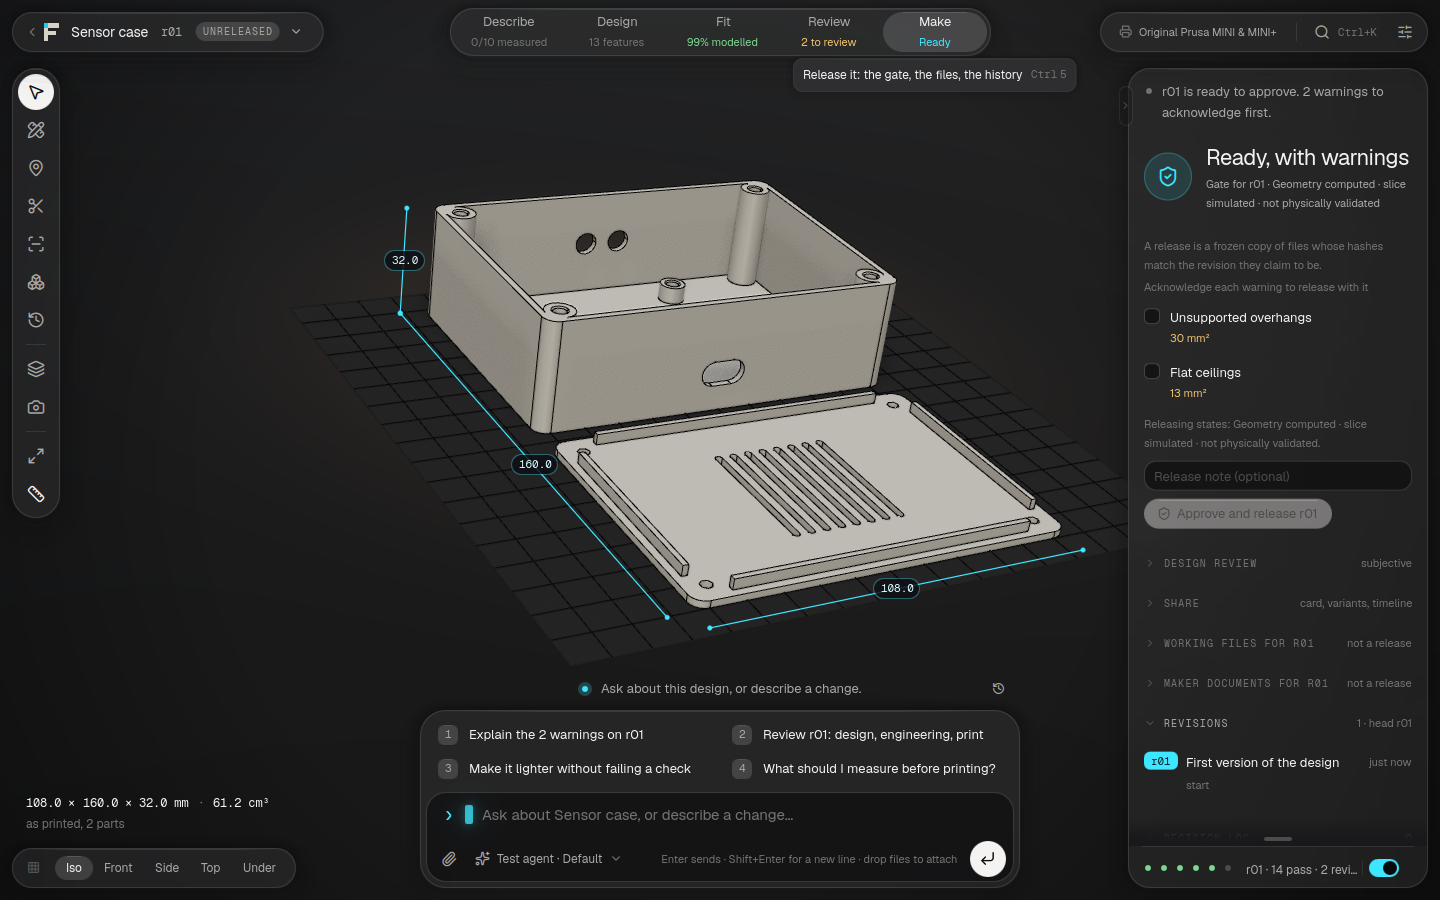 Sensor case r01 UNRELEASED
Describe
0/10 measured
Design
13 features
Fit
99% modelled
Review
2 to review
Make
Ready
Original Prusa MINI & MINI+
Ctrl+K
Release it: the gate, the files, the history Ctrl 5
r01 is ready to approve. 2 warnings to
acknowledge first.
Ready, with warnings
Gate for r01 · Geometry computed · slice
simulated · not physically validated
A release is a frozen copy of files whose hashes
match the revision they claim to be.
Acknowledge each warning to release with it
Unsupported overhangs
30 mm²
Flat ceilings
13 mm²
Releasing states: Geometry computed · slice
simulated · not physically validated.
Release note (optional)
Approve and release r01
DESIGN REVIEW subjective
SHARE card, variants, timeline
WORKING FILES FOR R01 not a release
MAKER DOCUMENTS FOR R01 not a release
REVISIONS 1 · head r01
r01 First version of the design just now
start
DECISION LOG 0
r01 · 14 pass · 2 revi...
32.0
160.0
108.0
Ask about this design, or describe a change.
1 Explain the 2 warnings on r01
2 Review r01: design, engineering, print
3 Make it lighter without failing a check
4 What should I measure before printing?
Ask about Sensor case, or describe a change...
Test agent · Default
Enter sends · Shift+Enter for a new line · drop files to attach
108.0 × 160.0 × 32.0 mm · 61.2 cm³
as printed, 2 parts
Iso Front Side Top Under